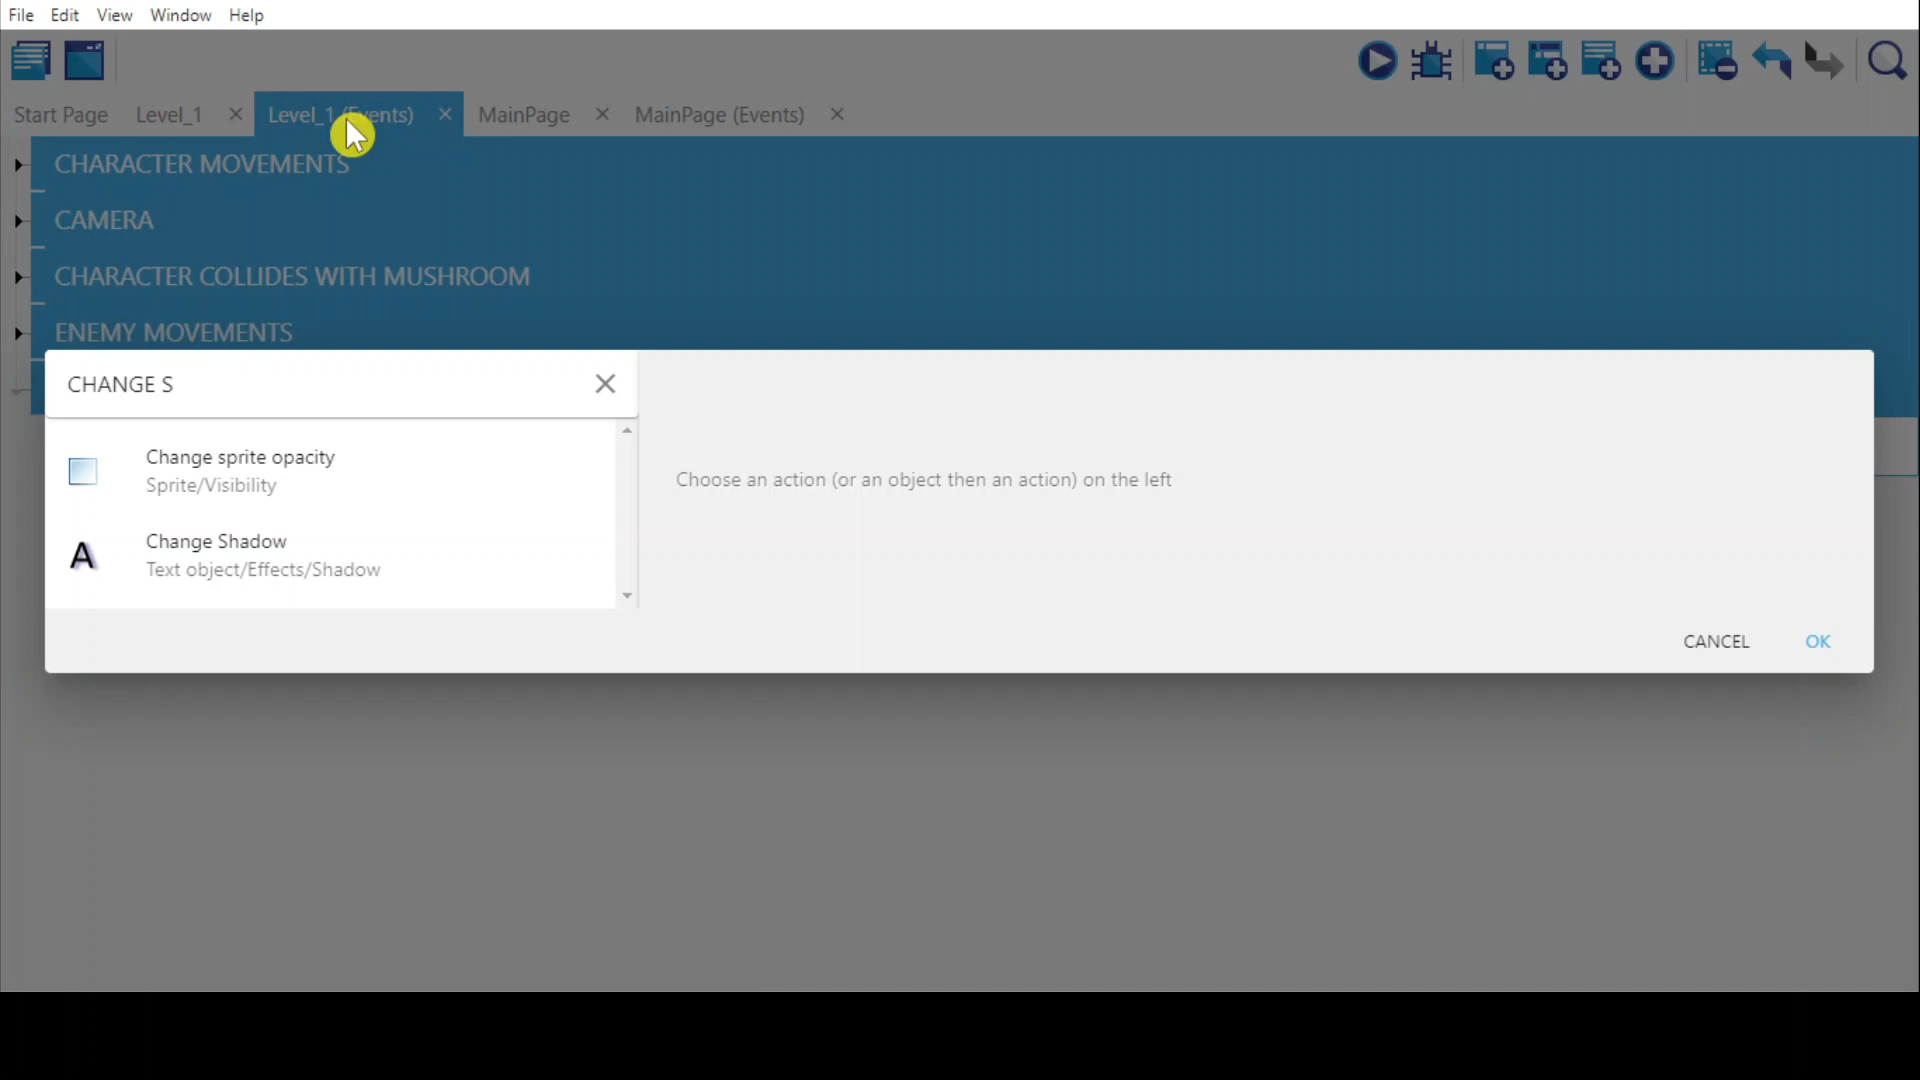 File Edit View Window Help
Start Page Level_1 Level_1 (Events) MainPage MainPage (Events)
CHARACTER MOVEMENTS
CAMERA
CHARACTER COLLIDES WITH MUSHROOM
ENEMY MOVEMENTS
CHANGE S
Change sprite opacity
Sprite/Visibility
Choose an action (or an object then an action) on the left
A
Change Shadow
Text object/Effects/Shadow
CANCEL OK